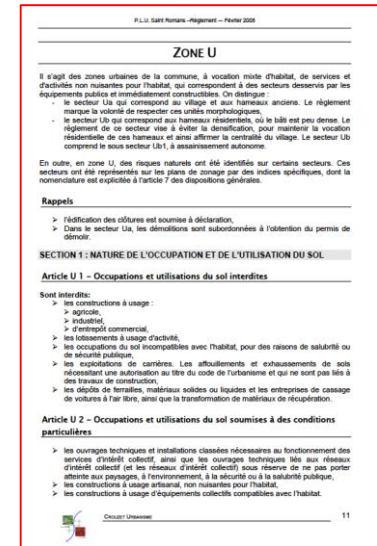 P.L.U. Saint Romans –Règlement — Février 2006
ZONE U
Il s'agit des zones urbaines de la commune, à vocation mixte d'habitat, de services et
d'activités non nuisantes pour l'habitat, qui correspondent à des secteurs desservis par les
équipements publics et immédiatement constructibles. On distingue :
- le secteur Ua qui correspond au village et aux hameaux anciens. Le règlement
marque la volonté de respecter ces unités morphologiques,
- le secteur Ub qui correspond aux hameaux résidentiels, où le bâti est peu dense. Le
règlement de ce secteur vise à éviter la densification, pour maintenir la vocation
résidentielle de ces hameaux et ainsi affirmer la centralité du village. Le secteur Ub
comprend le sous secteur Ub1, à assainissement autonome.
En outre, en zone U, des risques naturels ont été identifiés sur certains secteurs. Ces
secteurs ont été représentés sur les plans de zonage par des indices spécifiques, dont la
nomenclature est explicitée à l'article 7 des dispositions générales.
Rappels
➢ l'édification des clôtures est soumise à déclaration,
➢ Dans le secteur Ua, les démolitions sont subordonnées à l'obtention du permis de
démolir.
SECTION 1 : NATURE DE L'OCCUPATION ET DE L'UTILISATION DU SOL
Article U 1 – Occupations et utilisations du sol interdites
Sont interdits:
➢ les constructions à usage :
➢ agricole,
➢ industriel,
➢ d'entrepôt commercial,
➢ les lotissements à usage d'activité,
➢ les occupations du sol incompatibles avec l'habitat, pour des raisons de salubrité ou
de sécurité publique,
➢ les exploitations de carrières. Les affouillements et exhaussements de sols
nécessitant une autorisation au titre du code de l'urbanisme et qui ne sont pas liés à
des travaux de construction,
➢ les dépôts de ferrailles, matériaux solides ou liquides et les entreprises de cassage
de voitures à l'air libre, ainsi que la transformation de matériaux de récupération.
Article U 2 – Occupations et utilisations du sol soumises à des conditions
particulières
➢ les ouvrages techniques et installations classées nécessaires au fonctionnement des
services d'intérêt collectif, ainsi que les ouvrages techniques liés aux réseaux
d'intérêt collectif (et les réseaux d'intérêt collectif) sous réserve de ne pas porter
atteinte aux paysages, à l'environnement, à la sécurité ou à la salubrité publique,
➢ les constructions à usage artisanal, non nuisantes pour l'habitat,
➢ les constructions à usage d'équipements collectifs compatibles avec l'habitat.
CROUZET URBANISME
11